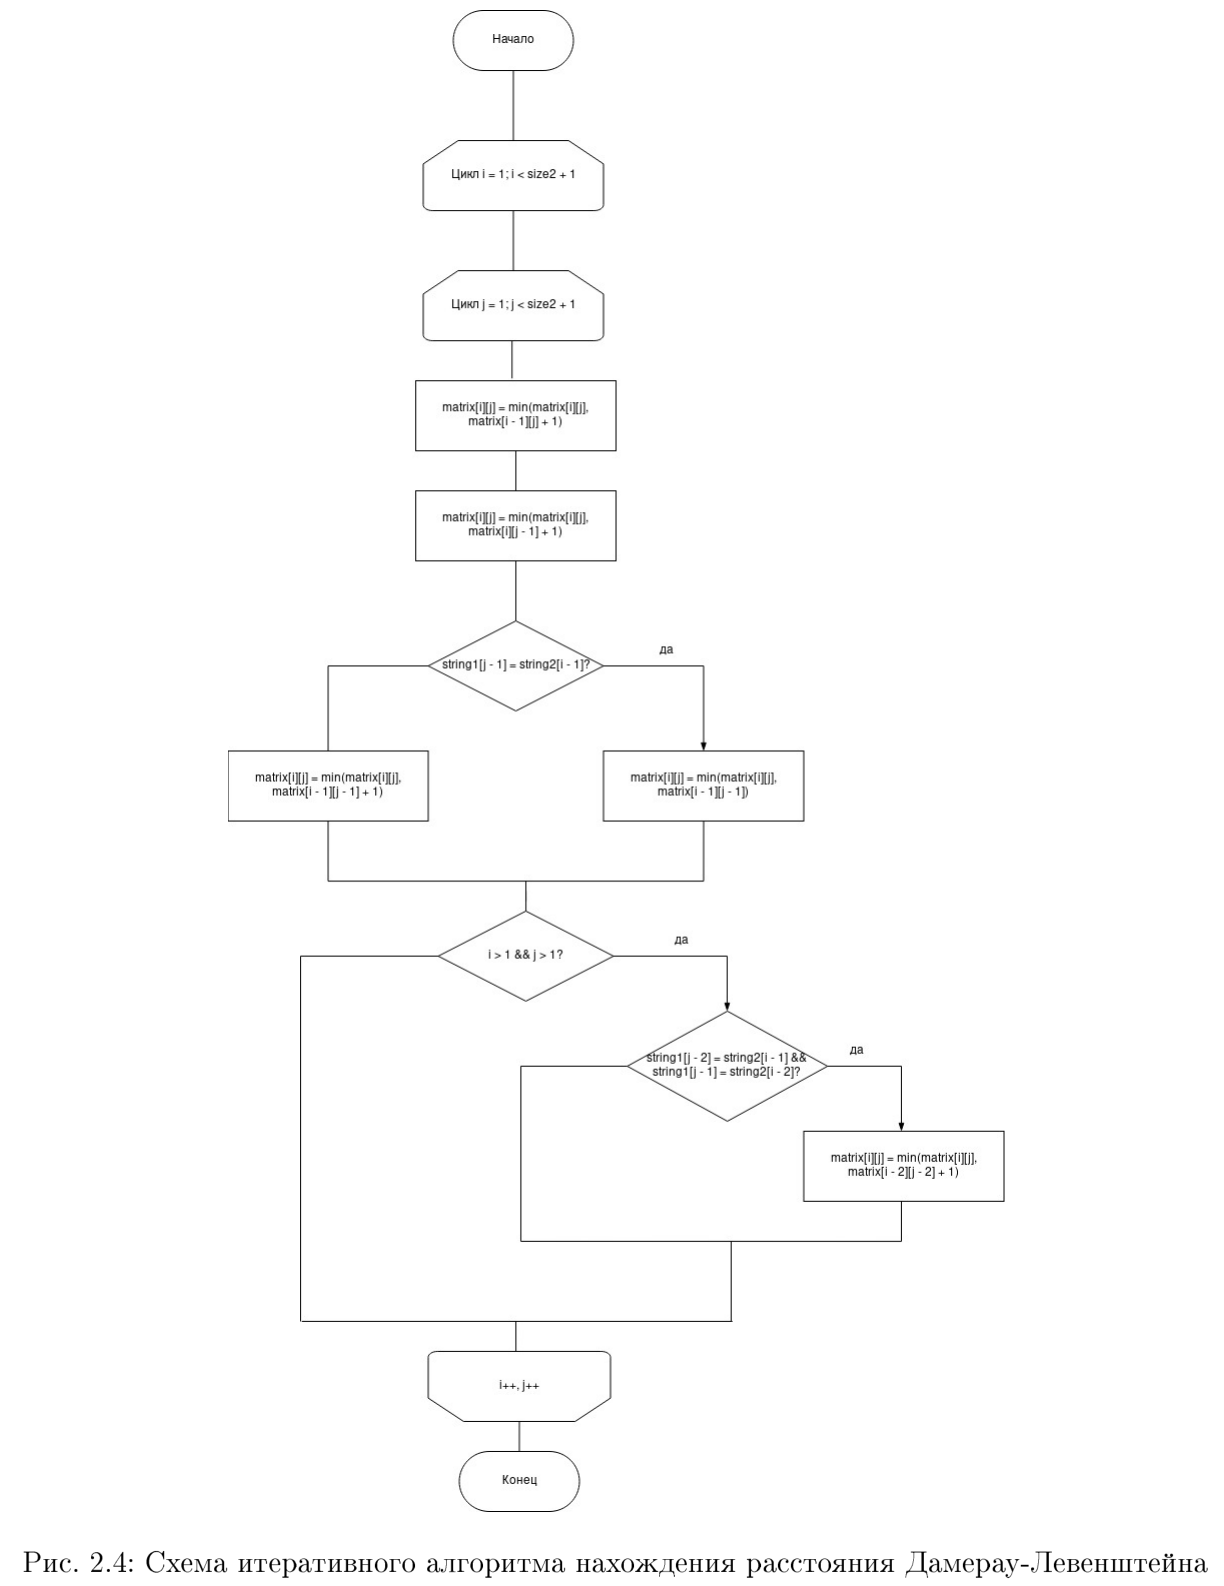 Начало
Цикл i = 1; i < size2 + 1
Цикл j = 1; j < size2 + 1
matrix[i][j] = min(matrix[i][j],
matrix[i - 1][j] + 1)
matrix[i][j] = min(matrix[i][j],
matrix[i][j - 1] + 1)
string1[j - 1] = string2[i - 1]?
да
matrix[i][j] = min(matrix[i][j],
matrix[i - 1][j - 1] + 1)
matrix[i][j] = min(matrix[i][j],
matrix[i - 1][j - 1])
i > 1 && j > 1?
да
string1[j - 2] = string2[i - 1] &&
string1[j - 1] = string2[i - 2]?
да
matrix[i][j] = min(matrix[i][j],
matrix[i - 2][j - 2] + 1)
i++, j++
Конец
Рис. 2.4: Схема итеративного алгоритма нахождения расстояния Дамерау-Левенштейна